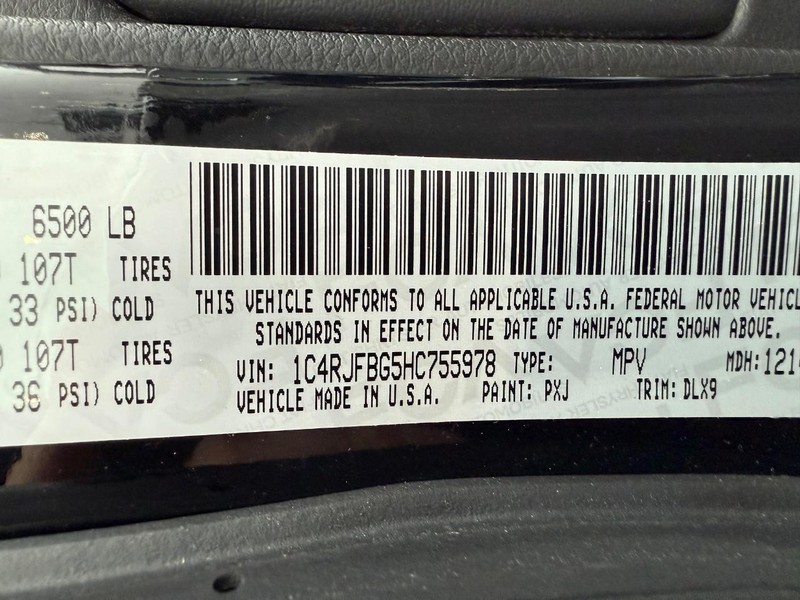 6500 LB
107T TIRES
33 PSI) COLD
107T TIRES
36 PSI) COLD
THIS VEHICLE CONFORMS TO ALL APPLICABLE U.S.A. FEDERAL MOTOR VEHICL
STANDARDS IN EFFECT ON THE DATE OF MANUFACTURE SHOWN ABOVE.
VIN: 1C4RJFBG5HC755978 TYPE: MPV MDH: 121
VEHICLE MADE IN U.S.A. PAINT: PXJ TRIM: DLX9